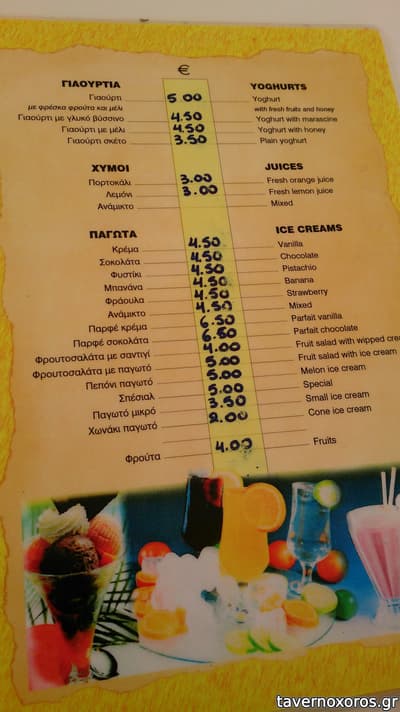 €
ΓΙΑΟΥΡΤΙΑ YOGHURTS
Γιαούρτι 5.00 Yoghurt
με φρέσκα φρούτα και μέλι with fresh fruits and honey
Γιαούρτι με γλυκό βύσσινο 4.50 Yoghurt with marascine
Γιαούρτι με μέλι 4.50 Yoghurt with honey
Γιαούρτι σκέτο 3.50 Plain yoghurt
ΧΥΜΟΙ JUICES
Πορτοκάλι 3.00 Fresh orange juice
Λεμόνι 3.00 Fresh lemon juice
Ανάμικτο Mixed
ΠΑΓΩΤΑ ICE CREAMS
Κρέμα 4.50 Vanilla
Σοκολάτα 4.50 Chocolate
Φυστίκι 4.50 Pistachio
Μπανάνα 4.50 Banana
Φράουλα 4.50 Strawberry
Ανάμικτο 4.50 Mixed
Παρφέ κρέμα 6.50 Parfait vanilla
Παρφέ σοκολάτα 6.50 Parfait chocolate
Φρουτοσαλάτα με σαντιγί 4.00 Fruit salad with wipped
Φρουτοσαλάτα με παγωτό 5.00 Fruit salad with ice cream
Πεπόνι παγωτό 5.00 Melon ice cream
Σπέσιαλ 5.00 Special
Παγωτό μικρό 3.50 Small ice cream
Χωνάκι παγωτό 2.00 Cone ice cream
Φρούτα 4.00 Fruits
tavernoxoros.gr